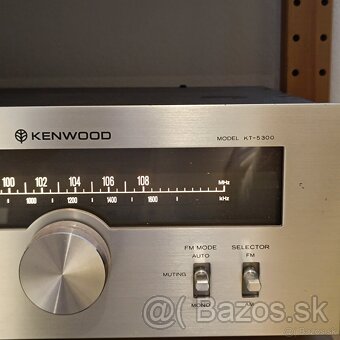 KENWOOD
MODEL KT-5300
100 102 104 106 108 MHz
1000 1200 1400 1600 kHz
FM MODE SELECTOR
AUTO FM
MUTING
MONO AM
@ Bazos.sk